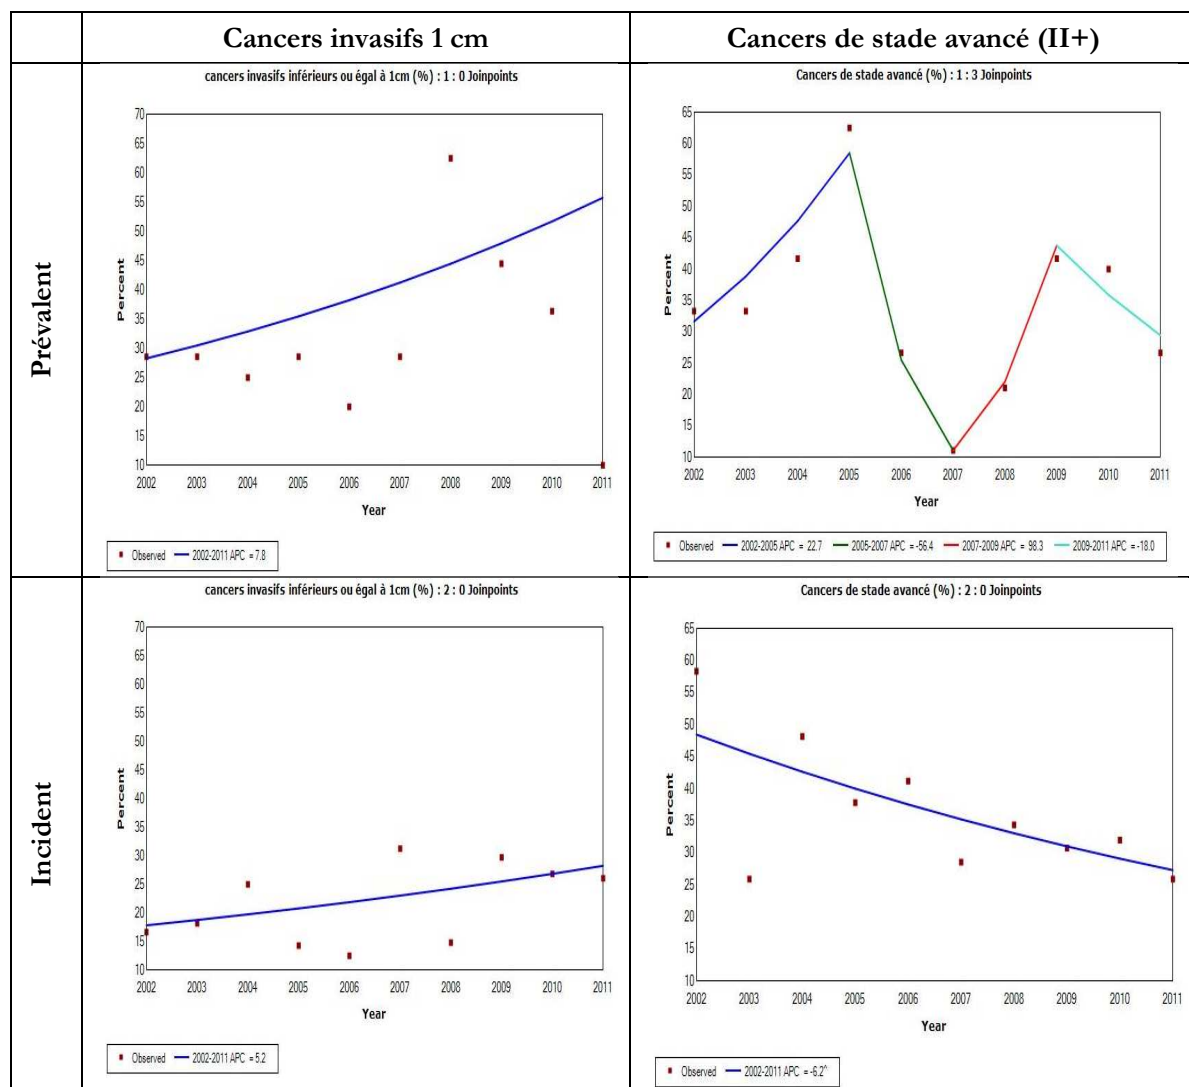 Cancers invasifs 1 cm
Cancers de stade avancé (II+)
Prévalent
cancers invasifs inférieurs ou égal à 1cm (%) : 1 : 0 Joinpoints
70
65
60
55
50
45
40
35
30
25
20
15
10
Percent
2002 2003 2004 2005 2006 2007 2008 2009 2010 2011
Year
Observed 2002-2011 APC = 7.8
Cancers de stade avancé (%) : 1 : 3 Joinpoints
65
60
55
50
45
40
35
30
25
20
15
10
Percent
2002 2003 2004 2005 2006 2007 2008 2009 2010 2011
Year
Observed 2002-2005 APC = 22.7 2005-2007 APC = -56.4 2007-2009 APC = 98.3 2009-2011 APC = -18.0
Incident
cancers invasifs inférieurs ou égal à 1cm (%) : 2 : 0 Joinpoints
70
65
60
55
50
45
40
35
30
25
20
15
10
Percent
2002 2003 2004 2005 2006 2007 2008 2009 2010 2011
Year
Observed 2002-2011 APC = 5.2
Cancers de stade avancé (%) : 2 : 0 Joinpoints
65
60
55
50
45
40
35
30
25
20
15
10
Percent
2002 2003 2004 2005 2006 2007 2008 2009 2010 2011
Year
Observed 2002-2011 APC = -6.2^